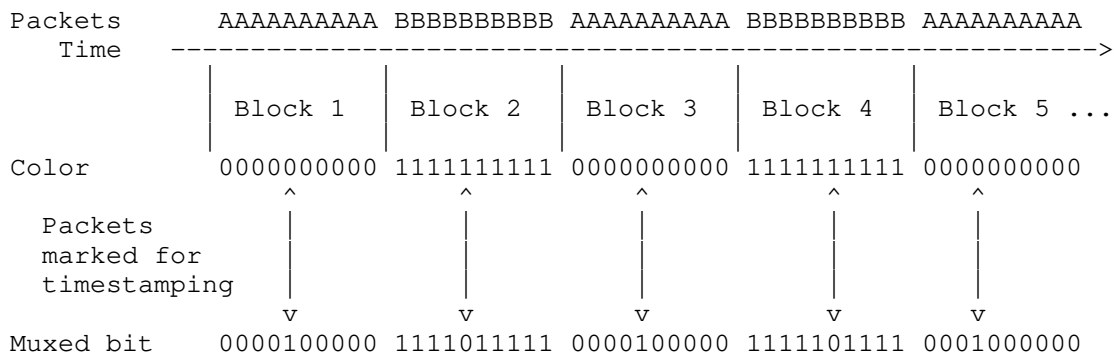 Packets AAAAAAAAAA BBBBBBBBBB AAAAAAAAAA BBBBBBBBBB AAAAAAAAAA
Time ---------------------------------------------------------->
| | | | |
| Block 1 | Block 2 | Block 3 | Block 4 | Block 5 ...
| | | | |
Color 0000000000 1111111111 0000000000 1111111111 0000000000
^ ^ ^ ^ ^
Packets | | | | |
marked for | | | | |
timestamping | | | | |
v v v v v
Muxed bit 0000100000 1111011111 0000100000 1111101111 0001000000